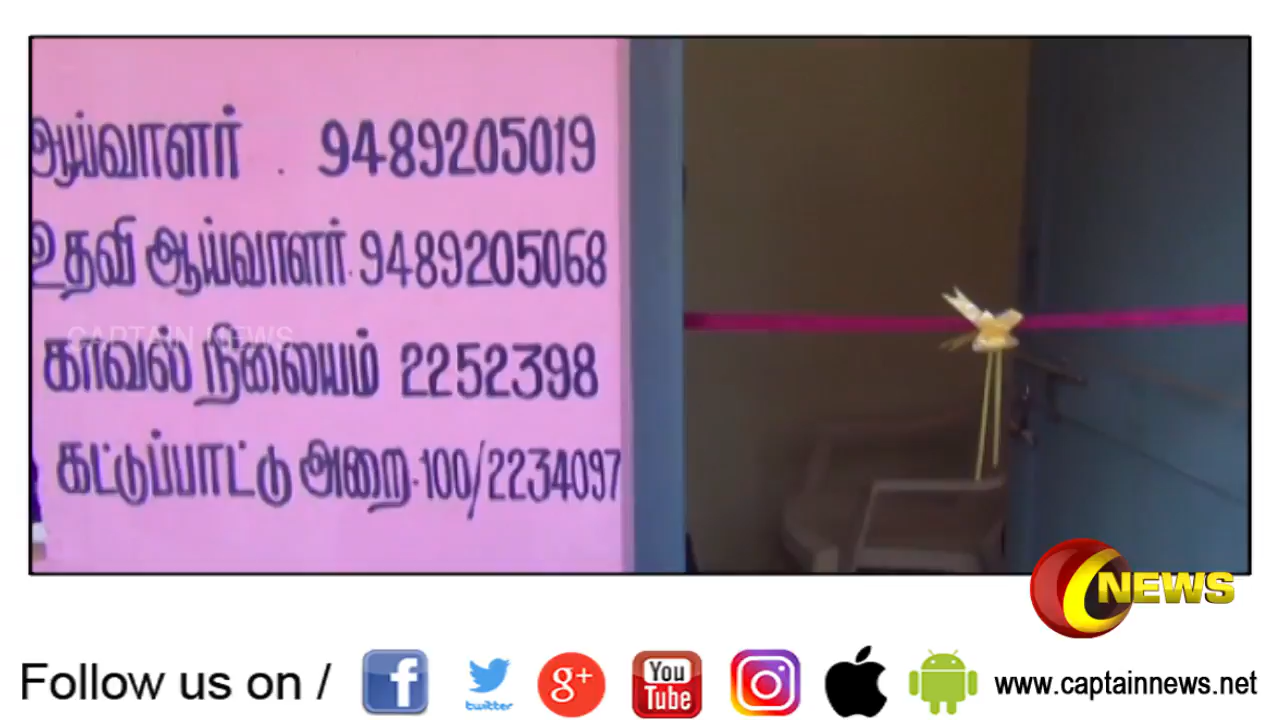 ஆய்வாளர் . 9489205019
உதவி ஆய்வாளர் 9489205068
CAPTAIN NEWS
காவல் நிலையம் 2252398
கட்டுப்பாட்டு அறை. 100/2234097
NEWS
Follow us on /
f
twitter
g+
You Tube
www.captainnews.net